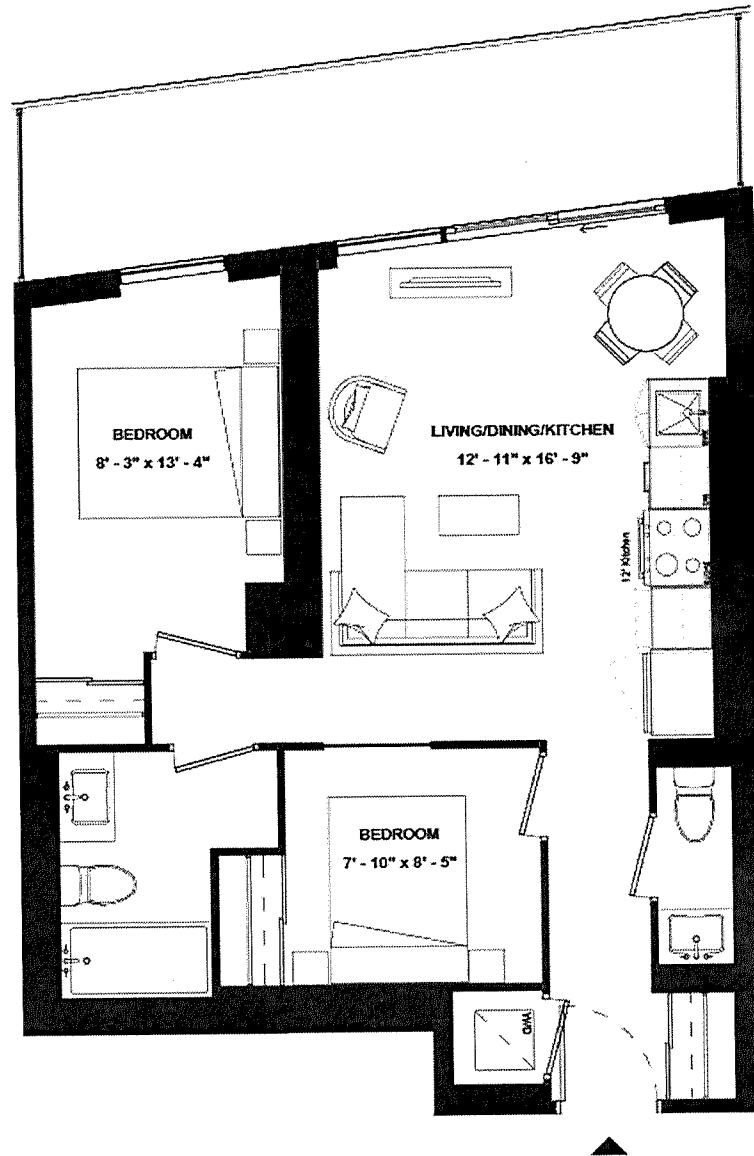 BEDROOM
8' - 3" x 13' - 4"
LIVING/DINING/KITCHEN
12' - 11" x 16' - 9"
12' Kitchen
BEDROOM
7' - 10" x 8' - 5"
W/D